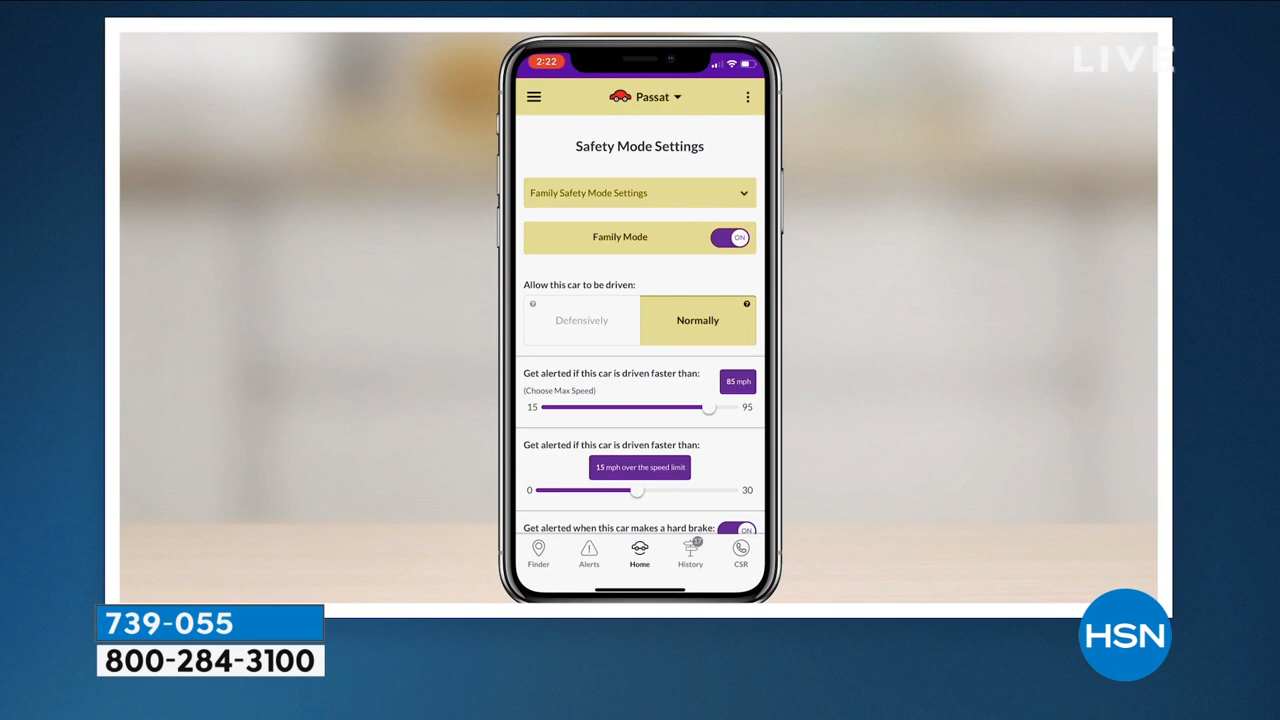 LIVE
2:22
Passat
Safety Mode Settings
Family Safety Mode Settings
Family Mode
ON
Allow this car to be driven:
Defensively
Normally
Get alerted if this car is driven faster than:
(Choose Max Speed)
85 mph
15
95
Get alerted if this car is driven faster than:
15 mph over the speed limit
0
30
Get alerted when this car makes a hard brake:
ON
17
Finder
Alerts
Home
History
CSR
739-055
800-284-3100
HSN